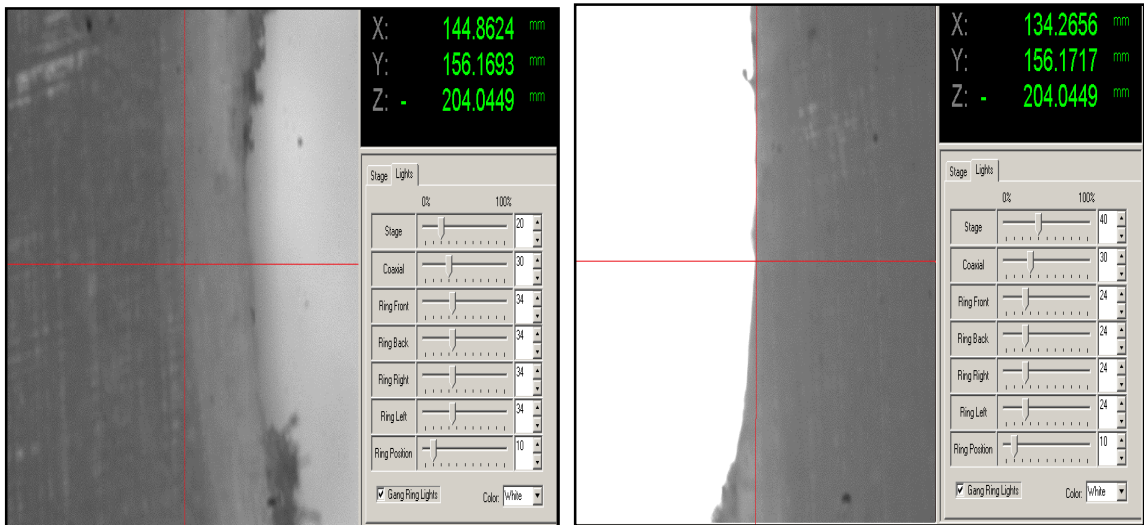 X: 144.8624 mm
Y: 156.1693 mm
Z: - 204.0449 mm
Stage Lights
0% 100%
Stage 20
Coaxial 30
Ring Front 34
Ring Back 34
Ring Right 34
Ring Left 34
Ring Position 10
Gang Ring Lights Color: White
X: 134.2656 mm
Y: 156.1717 mm
Z: - 204.0449 mm
Stage Lights
0% 100%
Stage 40
Coaxial 30
Ring Front 24
Ring Back 24
Ring Right 24
Ring Left 24
Ring Position 10
Gang Ring Lights Color: White